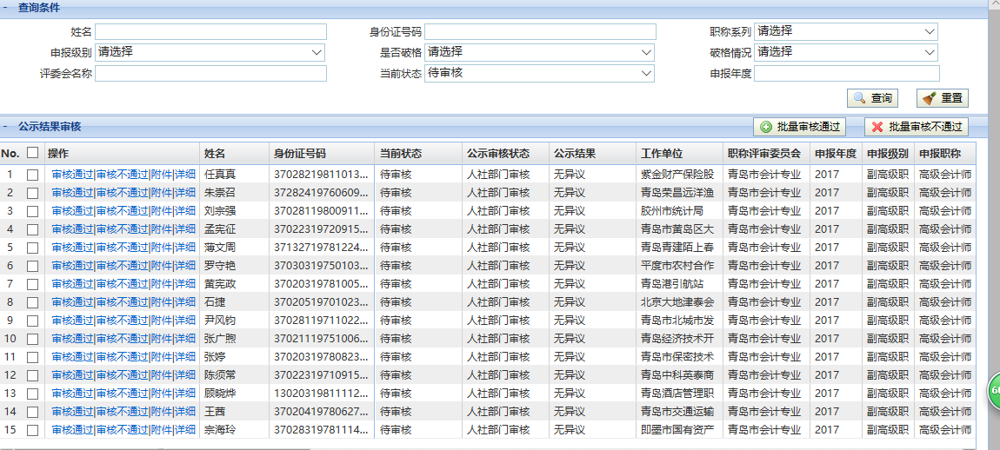 - 查询条件
姓名 身份证号码 职称系列 请选择
申报级别 请选择 是否破格 请选择 破格情况 请选择
评委会名称 当前状态 待审核 申报年度
查询 重置
- 公示结果审核 批量审核通过 批量审核不通过
No. 操作 姓名 身份证号码 当前状态 公示审核状态 公示结果 工作单位 职称评审委员会 申报年度 申报级别 申报职称
1 审核通过|审核不通过|附件|详细 任真真 37028219811013... 待审核 人社部门审核 无异议 紫金财产保险股 青岛市会计专业 2017 副高级职 高级会计师
2 审核通过|审核不通过|附件|详细 朱崇召 37282419760609... 待审核 人社部门审核 无异议 青岛荣昌远洋渔 青岛市会计专业 2017 副高级职 高级会计师
3 审核通过|审核不通过|附件|详细 刘宗强 37028119800911... 待审核 人社部门审核 无异议 胶州市统计局 青岛市会计专业 2017 副高级职 高级会计师
4 审核通过|审核不通过|附件|详细 孟宪征 37022319720915... 待审核 人社部门审核 无异议 青岛市黄岛区大 青岛市会计专业 2017 副高级职 高级会计师
5 审核通过|审核不通过|附件|详细 薄文周 37132719781224... 待审核 人社部门审核 无异议 青岛青建陌上春 青岛市会计专业 2017 副高级职 高级会计师
6 审核通过|审核不通过|附件|详细 罗守艳 37030319750103... 待审核 人社部门审核 无异议 平度市农村合作 青岛市会计专业 2017 副高级职 高级会计师
7 审核通过|审核不通过|附件|详细 黄宪政 37020319781005... 待审核 人社部门审核 无异议 青岛港引航站 青岛市会计专业 2017 副高级职 高级会计师
8 审核通过|审核不通过|附件|详细 石捷 37020519701023... 待审核 人社部门审核 无异议 北京大地津泰会 青岛市会计专业 2017 副高级职 高级会计师
9 审核通过|审核不通过|附件|详细 尹风钧 37028119711022... 待审核 人社部门审核 无异议 青岛市北城市发 青岛市会计专业 2017 副高级职 高级会计师
10 审核通过|审核不通过|附件|详细 张广煦 37021119751006... 待审核 人社部门审核 无异议 青岛经济技术开 青岛市会计专业 2017 副高级职 高级会计师
11 审核通过|审核不通过|附件|详细 张婷 37020319780823... 待审核 人社部门审核 无异议 青岛市保密技术 青岛市会计专业 2017 副高级职 高级会计师
12 审核通过|审核不通过|附件|详细 陈须常 37022319710915... 待审核 人社部门审核 无异议 青岛中科英泰商 青岛市会计专业 2017 副高级职 高级会计师
13 审核通过|审核不通过|附件|详细 顾晓烨 13020319811112... 待审核 人社部门审核 无异议 青岛酒店管理职 青岛市会计专业 2017 副高级职 高级会计师
14 审核通过|审核不通过|附件|详细 王茜 37020419780627... 待审核 人社部门审核 无异议 青岛市交通运输 青岛市会计专业 2017 副高级职 高级会计师
15 审核通过|审核不通过|附件|详细 宗海玲 37028319781114... 待审核 人社部门审核 无异议 即墨市国有资产 青岛市会计专业 2017 副高级职 高级会计师